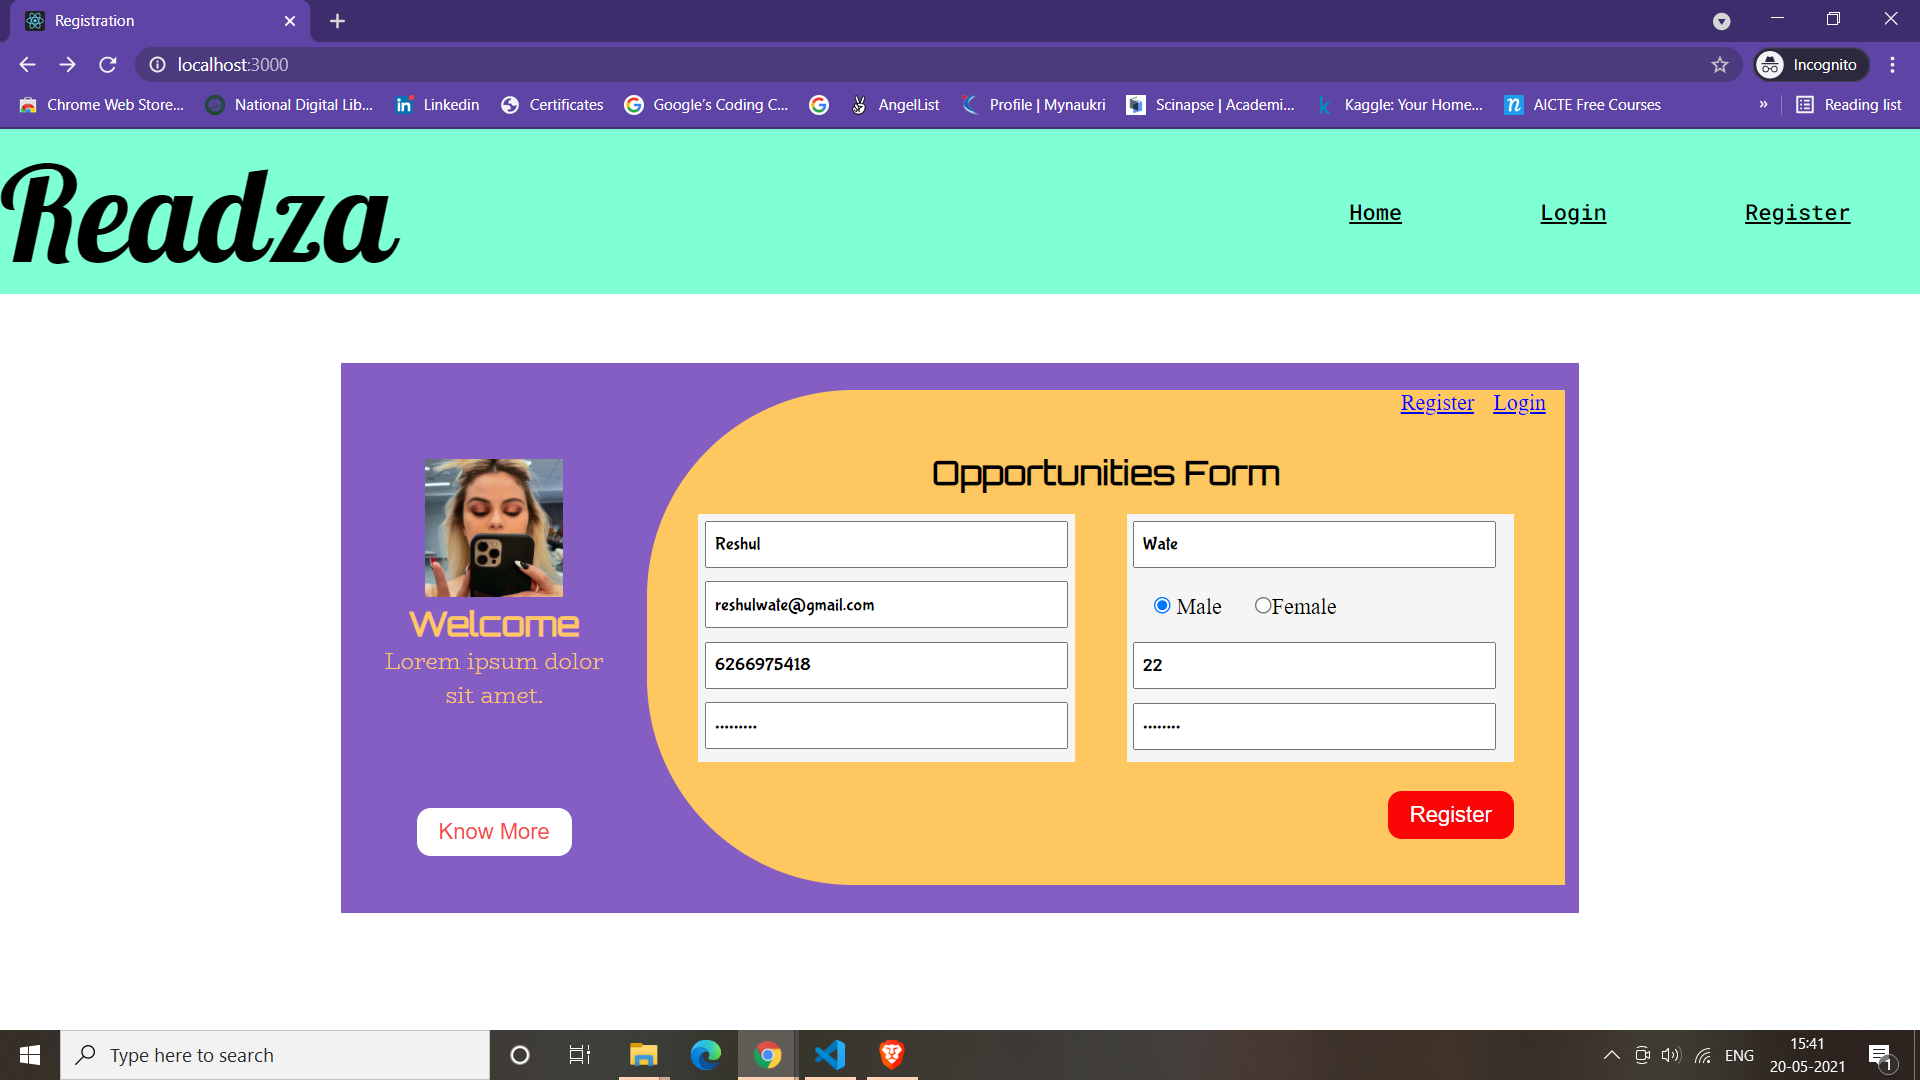 Registration
localhost:3000
Incognito
Chrome Web Store...
National Digital Lib...
Linkedin
Certificates
Google's Coding C...
AngelList
Profile | Mynaukri
Scinapse | Academi...
Kaggle: Your Home...
AICTE Free Courses
»
Reading list
Readza
Home
Login
Register
Register
Login
Opportunities Form
Welcome
Lorem ipsum dolor
sit amet.
Know More
Reshul
Wate
reshulwate@gmail.com
Male
Female
6266975418
22
Register
Type here to search
ENG
15:41
20-05-2021
1